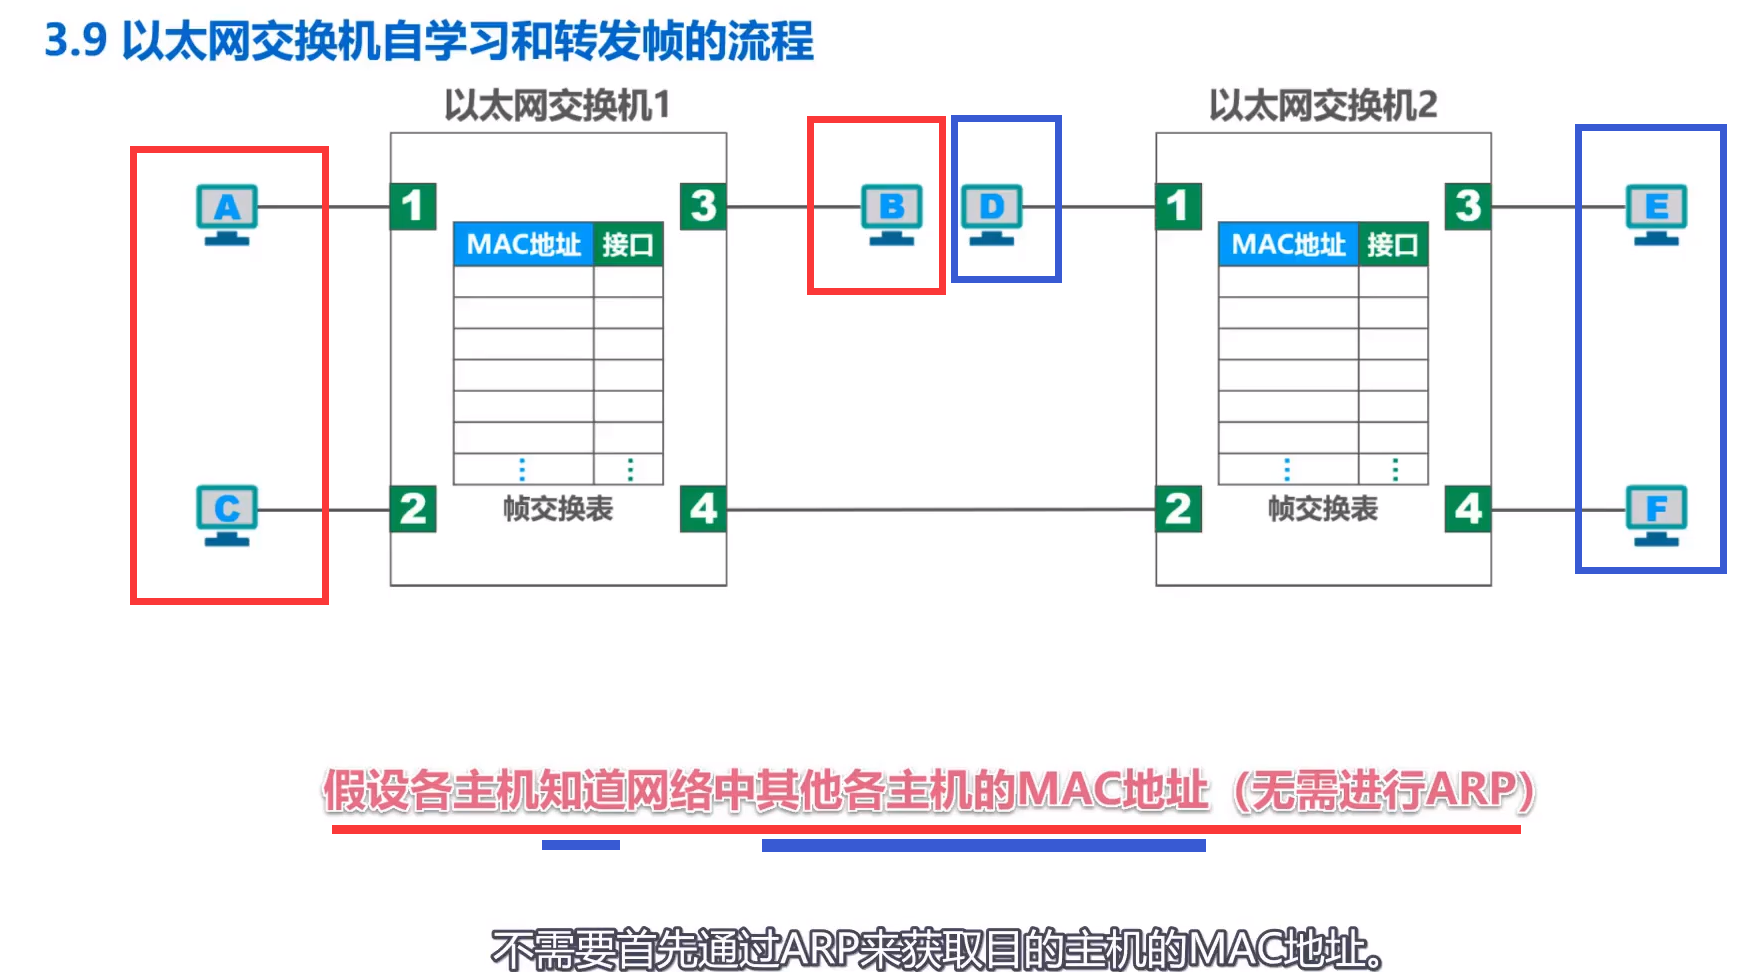 3.9 以太网交换机自学习和转发帧的流程
以太网交换机1
以太网交换机2
A
1
3
B
D
1
3
E
MAC地址 接口
MAC地址 接口
C
2
帧交换表
4
2
帧交换表
4
F
假设各主机知道网络中其他各主机的MAC地址（无需进行ARP）
不需要首先通过ARP来获取目的主机的MAC地址。